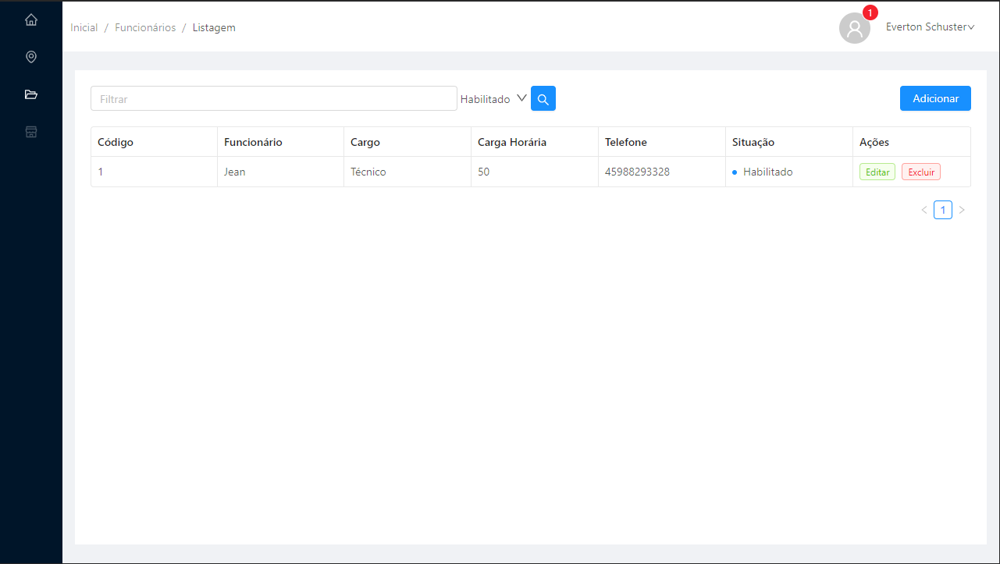 1
Inicial / Funcionários / Listagem
Everton Schuster
Filtrar
Habilitado
Adicionar
Código Funcionário Cargo Carga Horária Telefone Situação Ações
1 Jean Técnico 50 45988293328 Habilitado Editar Excluir
< 1 >